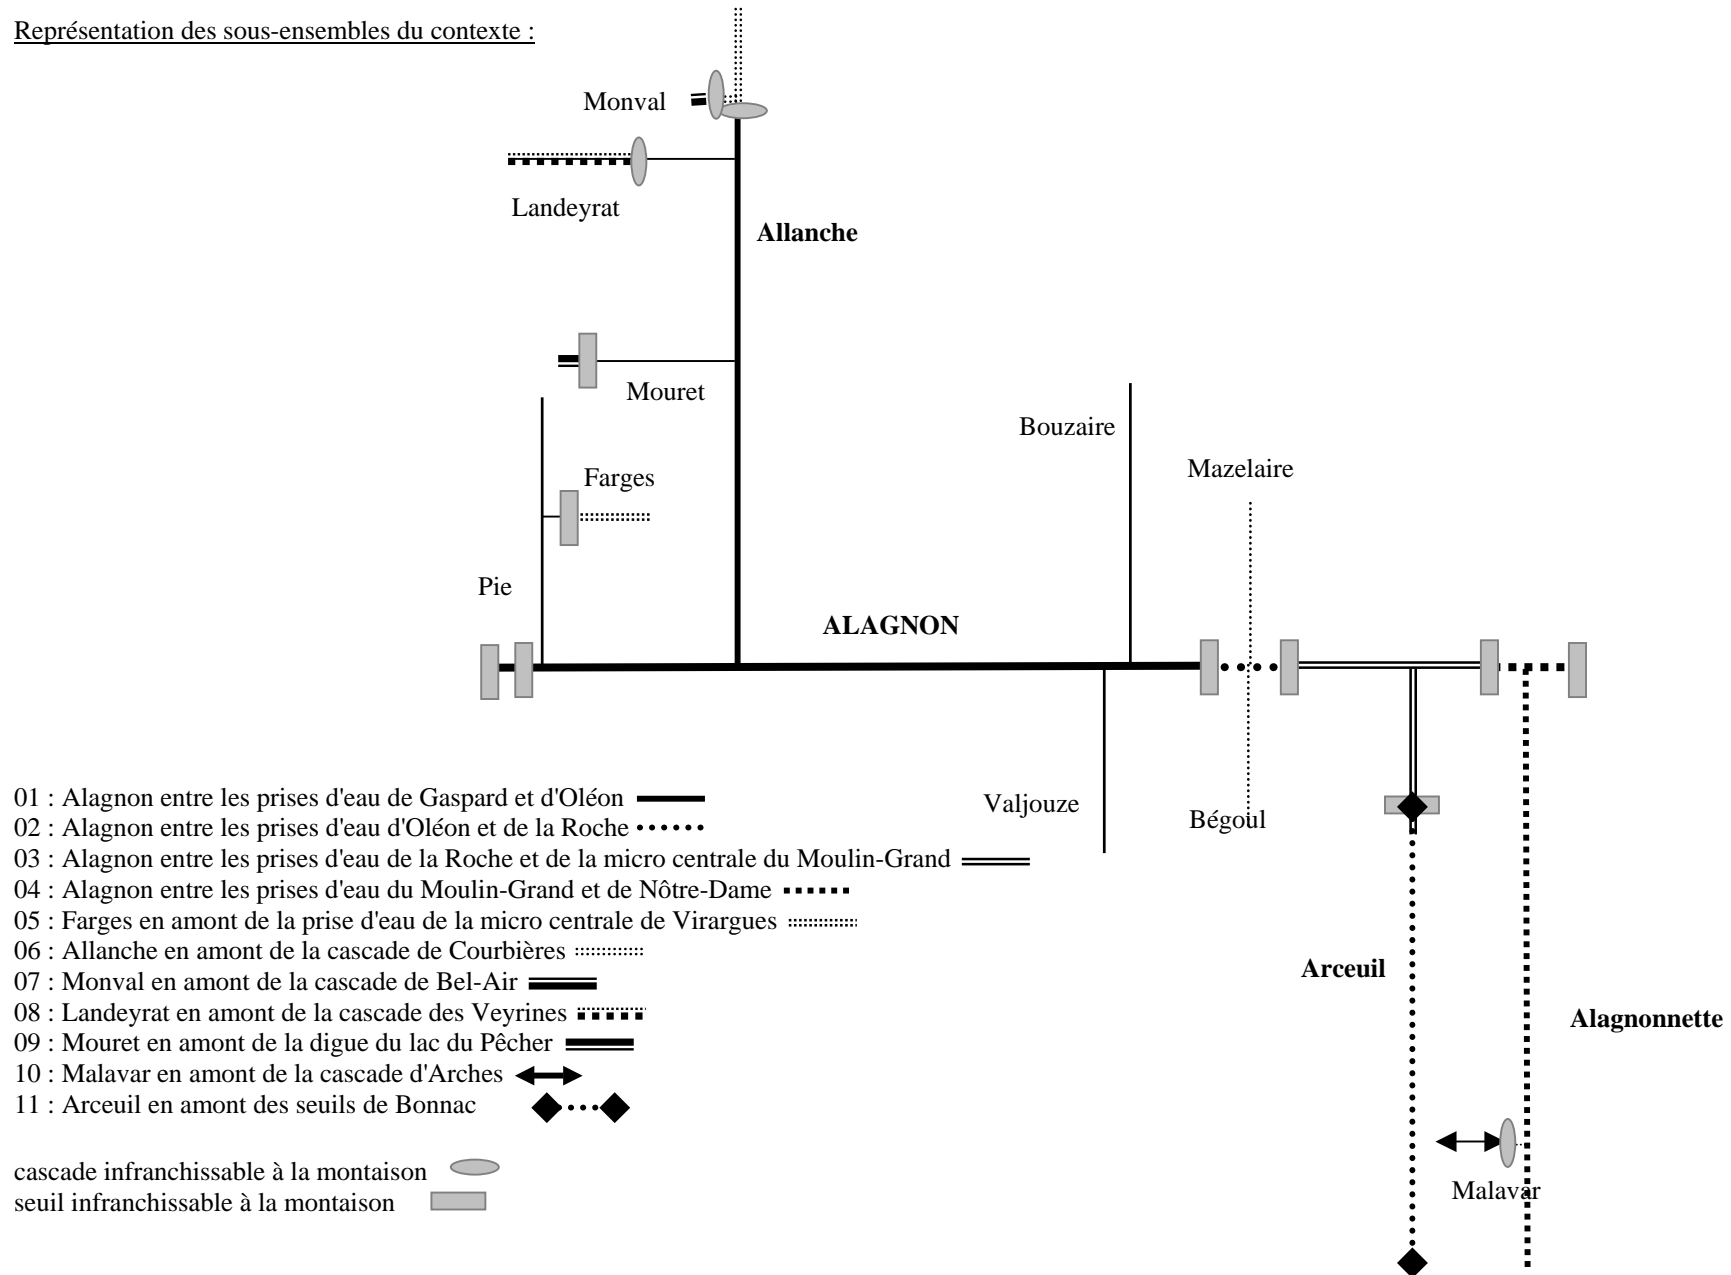 Représentation des sous-ensembles du contexte :
Monval
Landeyrat
Allanche
Mouret
Bouzaire
Mazelaire
Farges
Pie
ALAGNON
Valjouze
Bégoul
01 : Alagnon entre les prises d'eau de Gaspard et d'Oléon
02 : Alagnon entre les prises d'eau d'Oléon et de la Roche
03 : Alagnon entre les prises d'eau de la Roche et de la micro centrale du Moulin-Grand
04 : Alagnon entre les prises d'eau du Moulin-Grand et de Nôtre-Dame
05 : Farges en amont de la prise d'eau de la micro centrale de Virargues
06 : Allanche en amont de la cascade de Courbières
07 : Monval en amont de la cascade de Bel-Air
08 : Landeyrat en amont de la cascade des Veyrines
09 : Mouret en amont de la digue du lac du Pêcher
10 : Malavar en amont de la cascade d'Arches
11 : Arceuil en amont des seuils de Bonnac
Arceuil
Alagnonnette
Malavar
cascade infranchissable à la montaison
seuil infranchissable à la montaison